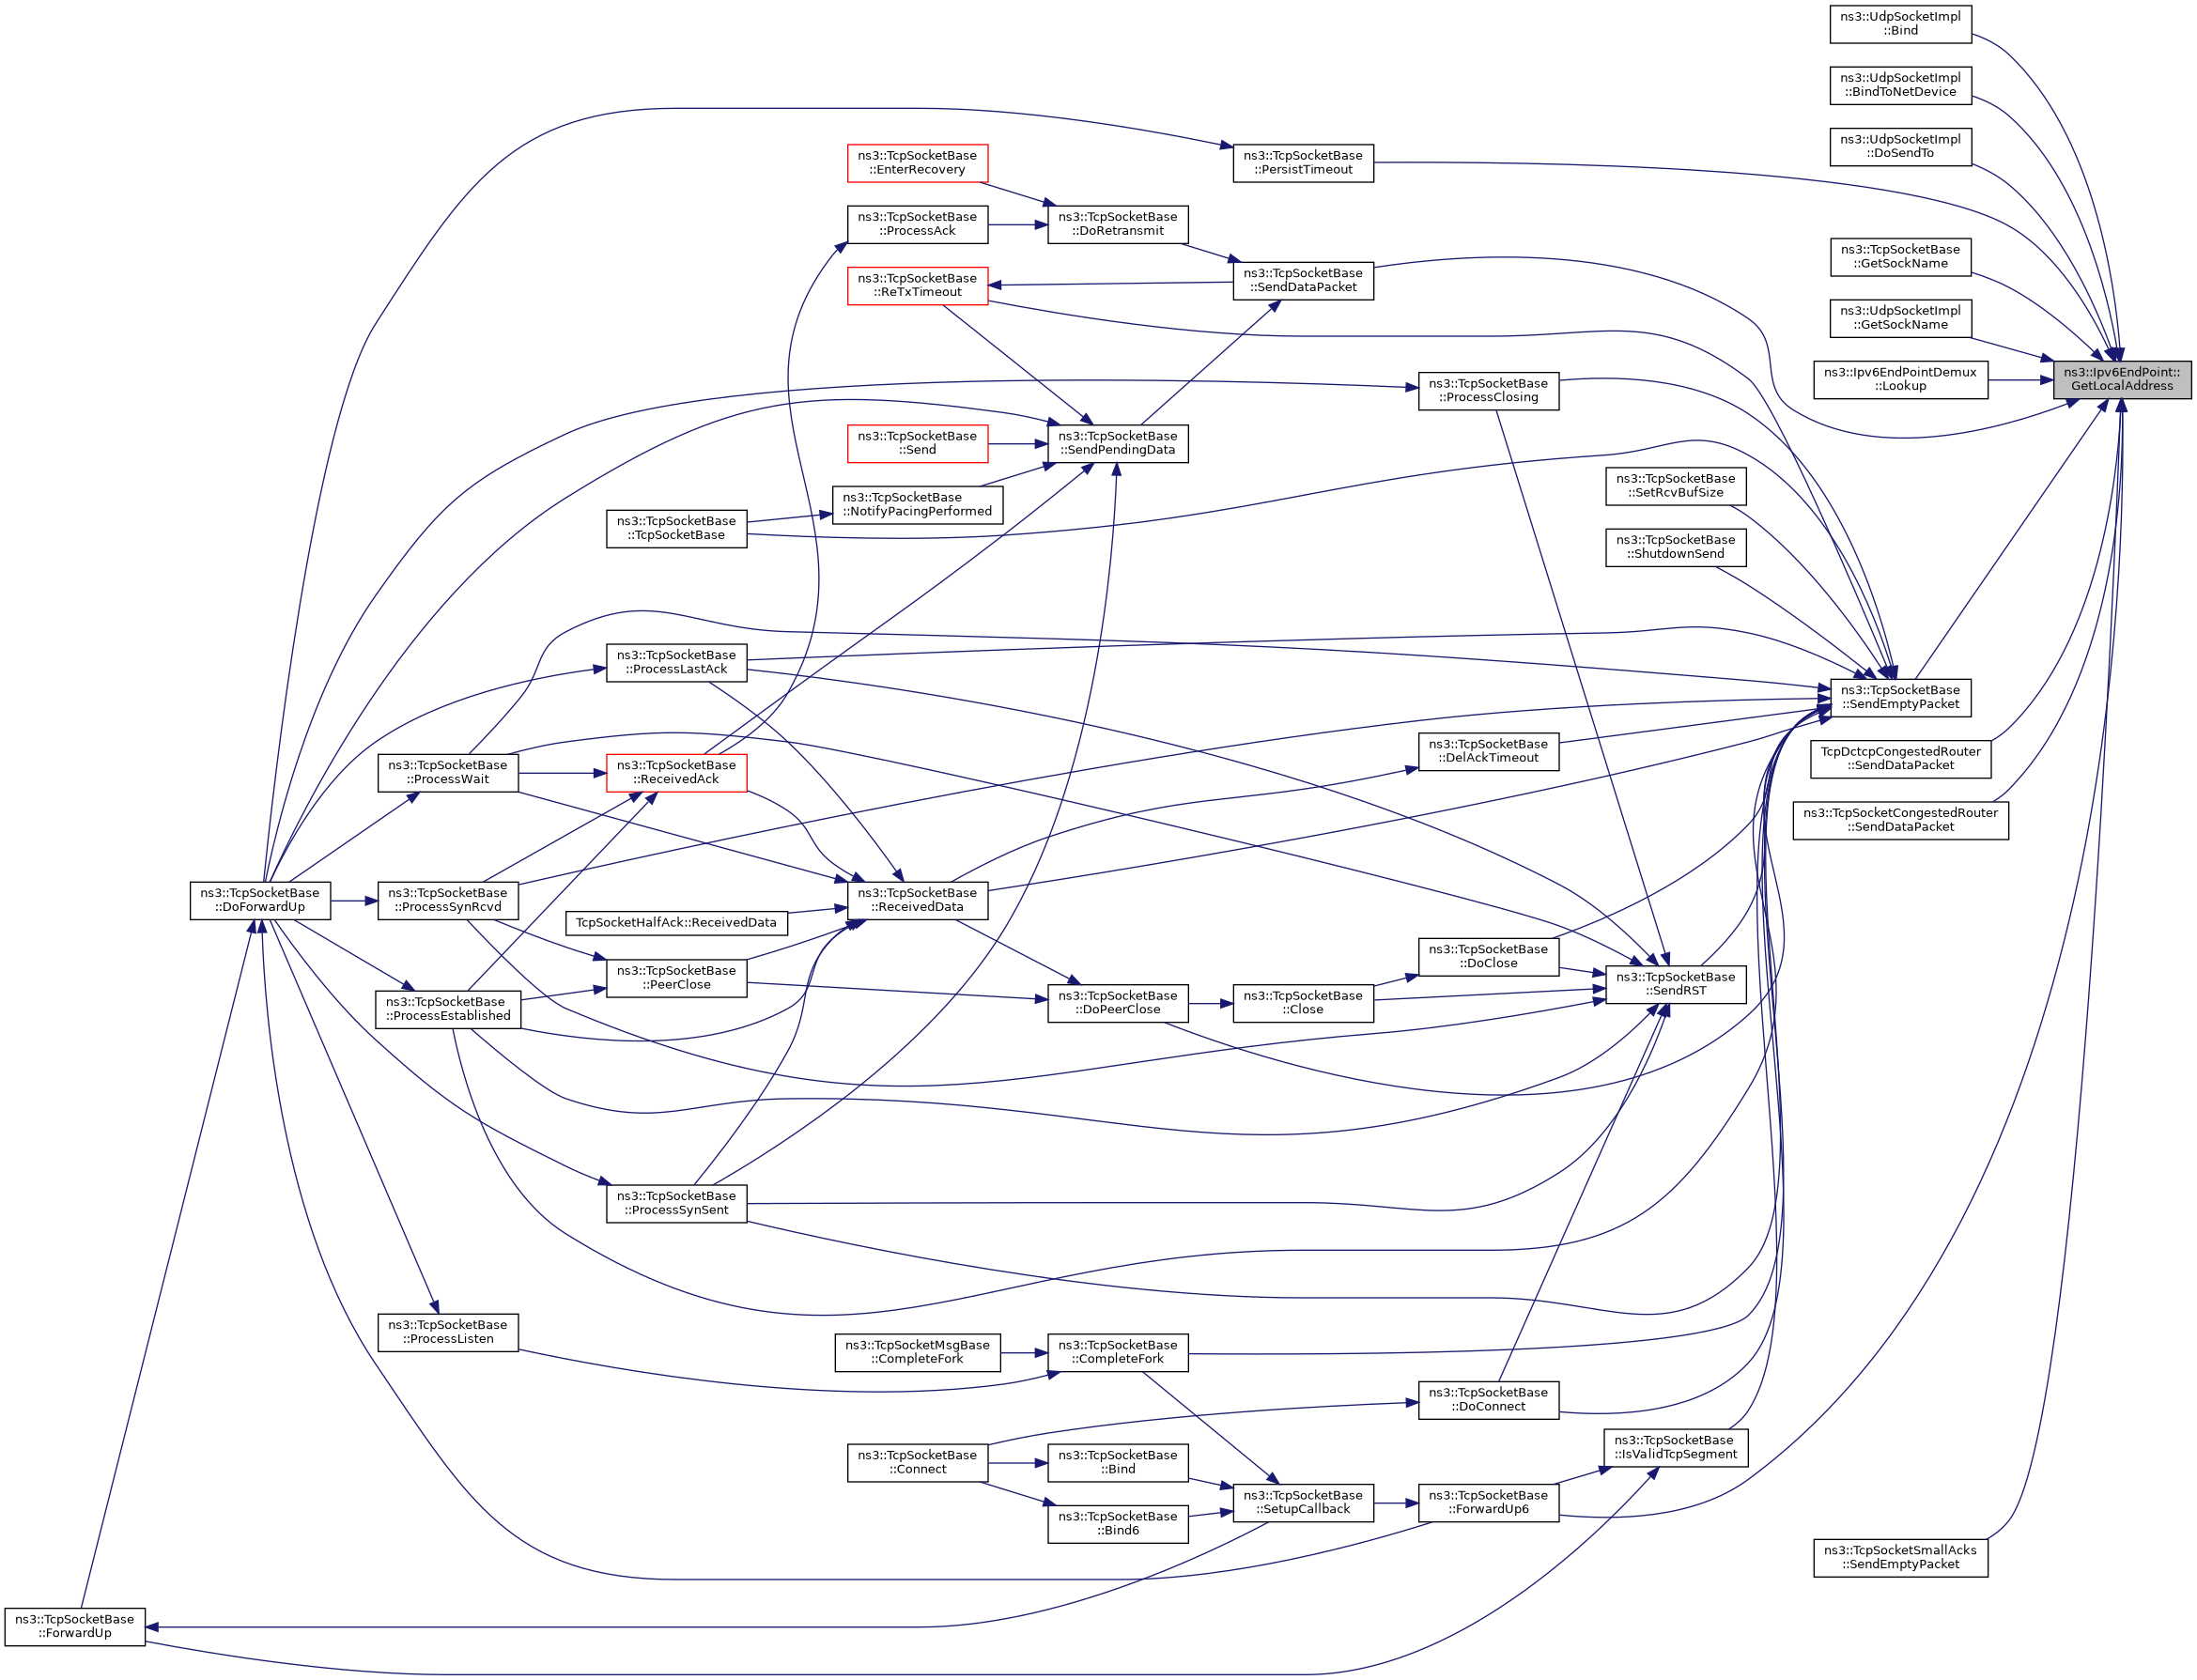 ns3::UdpSocketImpl
::Bind
ns3::UdpSocketImpl
::BindToNetDevice
ns3::UdpSocketImpl
::DoSendTo
ns3::TcpSocketBase
::EnterRecovery
ns3::TcpSocketBase
::PersistTimeout
ns3::TcpSocketBase
::ProcessAck
ns3::TcpSocketBase
::DoRetransmit
ns3::TcpSocketBase
::GetSockName
ns3::TcpSocketBase
::ReTxTimeout
ns3::TcpSocketBase
::SendDataPacket
ns3::UdpSocketImpl
::GetSockName
ns3::Ipv6EndPointDemux
::Lookup
ns3::Ipv6EndPoint::
GetLocalAddress
ns3::TcpSocketBase
::ProcessClosing
ns3::TcpSocketBase
::Send
ns3::TcpSocketBase
::SendPendingData
ns3::TcpSocketBase
::SetRcvBufSize
ns3::TcpSocketBase
::NotifyPacingPerformed
ns3::TcpSocketBase
::TcpSocketBase
ns3::TcpSocketBase
::ShutdownSend
ns3::TcpSocketBase
::ProcessLastAck
ns3::TcpSocketBase
::SendEmptyPacket
ns3::TcpSocketBase
::ProcessWait
ns3::TcpSocketBase
::ReceivedAck
ns3::TcpSocketBase
::DelAckTimeout
TcpDctcpCongestedRouter
::SendDataPacket
ns3::TcpSocketCongestedRouter
::SendDataPacket
ns3::TcpSocketBase
::DoForwardUp
ns3::TcpSocketBase
::ProcessSynRcvd
ns3::TcpSocketBase
::ReceivedData
TcpSocketHalfAck::ReceivedData
ns3::TcpSocketBase
::DoClose
ns3::TcpSocketBase
::PeerClose
ns3::TcpSocketBase
::SendRST
ns3::TcpSocketBase
::ProcessEstablished
ns3::TcpSocketBase
::DoPeerClose
ns3::TcpSocketBase
::Close
ns3::TcpSocketBase
::ProcessSynSent
ns3::TcpSocketBase
::ProcessListen
ns3::TcpSocketMsgBase
::CompleteFork
ns3::TcpSocketBase
::CompleteFork
ns3::TcpSocketBase
::DoConnect
ns3::TcpSocketBase
::IsValidTcpSegment
ns3::TcpSocketBase
::Connect
ns3::TcpSocketBase
::Bind
ns3::TcpSocketBase
::SetupCallback
ns3::TcpSocketBase
::ForwardUp6
ns3::TcpSocketBase
::Bind6
ns3::TcpSocketSmallAcks
::SendEmptyPacket
ns3::TcpSocketBase
::ForwardUp